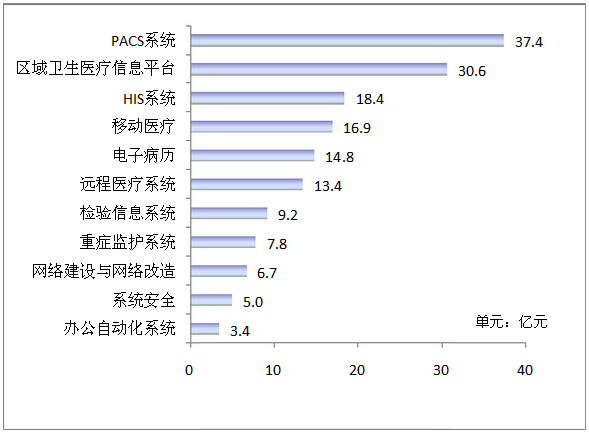 PACS系统 37.4
区域卫生医疗信息平台 30.6
HIS系统 18.4
移动医疗 16.9
电子病历 14.8
远程医疗系统 13.4
检验信息系统 9.2
重症监护系统 7.8
网络建设与网络改造 6.7
系统安全 5.0
办公自动化系统 3.4
单元：亿元
0 10 20 30 40